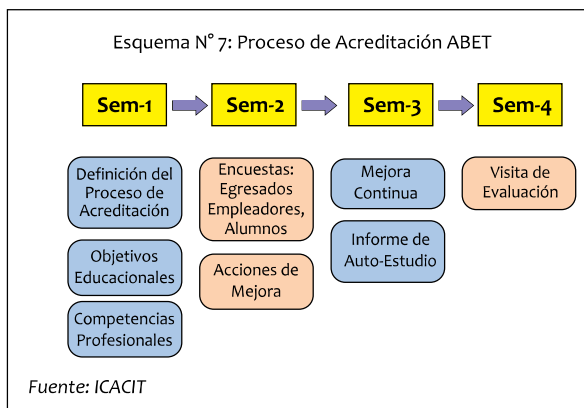 Esquema N° 7: Proceso de Acreditación ABET
Sem-1
Sem-2
Sem-3
Sem-4
Definición del
Proceso de
Acreditación
Objetivos
Educacionales
Competencias
Profesionales
Encuestas:
Egresados
Empleadores,
Alumnos
Acciones de
Mejora
Mejora
Continua
Informe de
Auto-Estudio
Visita de
Evaluación
Fuente: ICACIT